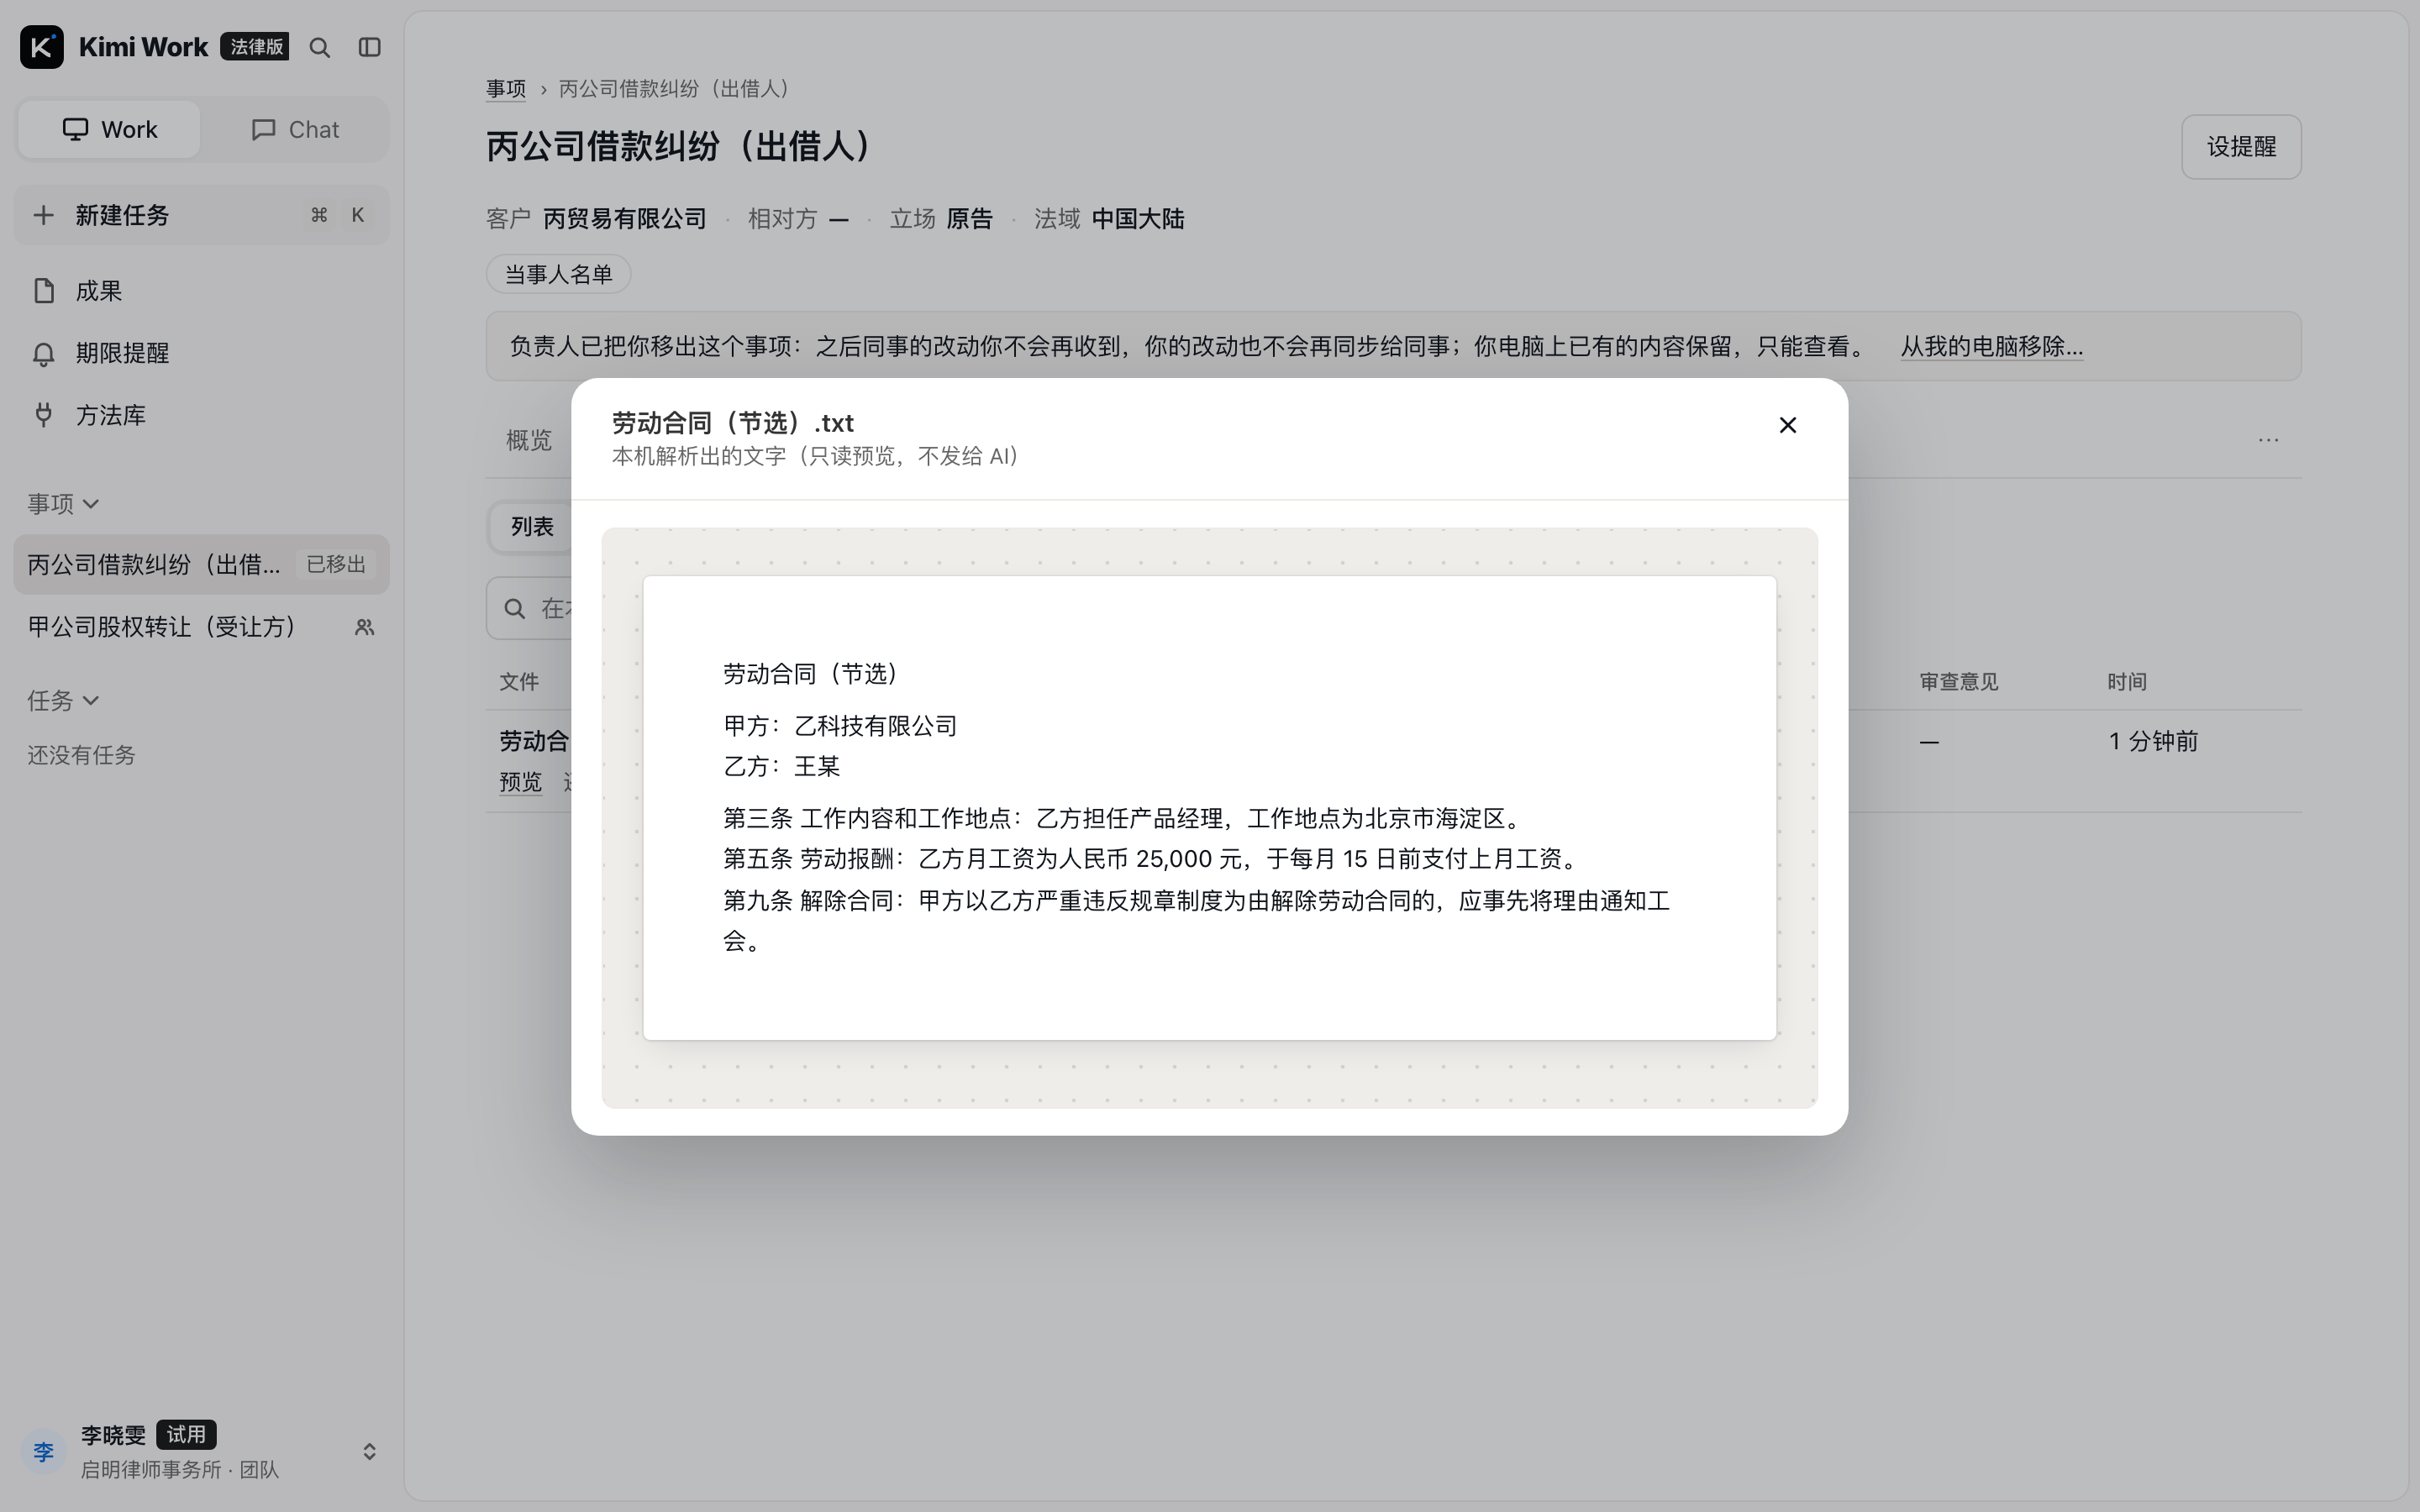 Kimi Work 法律版
Work
Chat
新建任务 ⌘ K
成果
期限提醒
方法库
事项
丙公司借款纠纷（出借... 已移出
甲公司股权转让（受让方）
任务
还没有任务
李 李晓雯 试用
启明律师事务所 · 团队
事项 › 丙公司借款纠纷（出借人）
丙公司借款纠纷（出借人）
设提醒
客户 丙贸易有限公司 · 相对方 — · 立场 原告 · 法域 中国大陆
当事人名单
负责人已把你移出这个事项：之后同事的改动你不会再收到，你的改动也不会再同步给同事；你电脑上已有的内容保留，只能查看。 从我的电脑移除...
概览
...
列表
在
文件 审查意见 时间
劳动合 — 1 分钟前
预览
劳动合同（节选）.txt
本机解析出的文字（只读预览，不发给 AI）
劳动合同（节选）
甲方：乙科技有限公司
乙方：王某
第三条 工作内容和工作地点：乙方担任产品经理，工作地点为北京市海淀区。
第五条 劳动报酬：乙方月工资为人民币 25,000 元，于每月 15 日前支付上月工资。
第九条 解除合同：甲方以乙方严重违反规章制度为由解除劳动合同的，应事先将理由通知工
会。